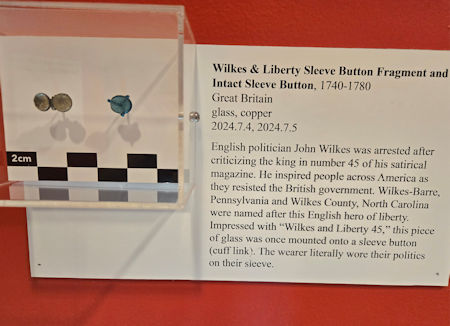 Wilkes & Liberty Sleeve Button Fragment and
Intact Sleeve Button, 1740-1780
Great Britain
glass, copper
2024.7.4, 2024.7.5
English politician John Wilkes was arrested after
criticizing the king in number 45 of his satirical
magazine. He inspired people across America as
they resisted the British government. Wilkes-Barre,
Pennsylvania and Wilkes County, North Carolina
were named after this English hero of liberty.
Impressed with “Wilkes and Liberty 45,” this piece
of glass was once mounted onto a sleeve button
(cuff link). The wearer literally wore their politics
on their sleeve.
2cm